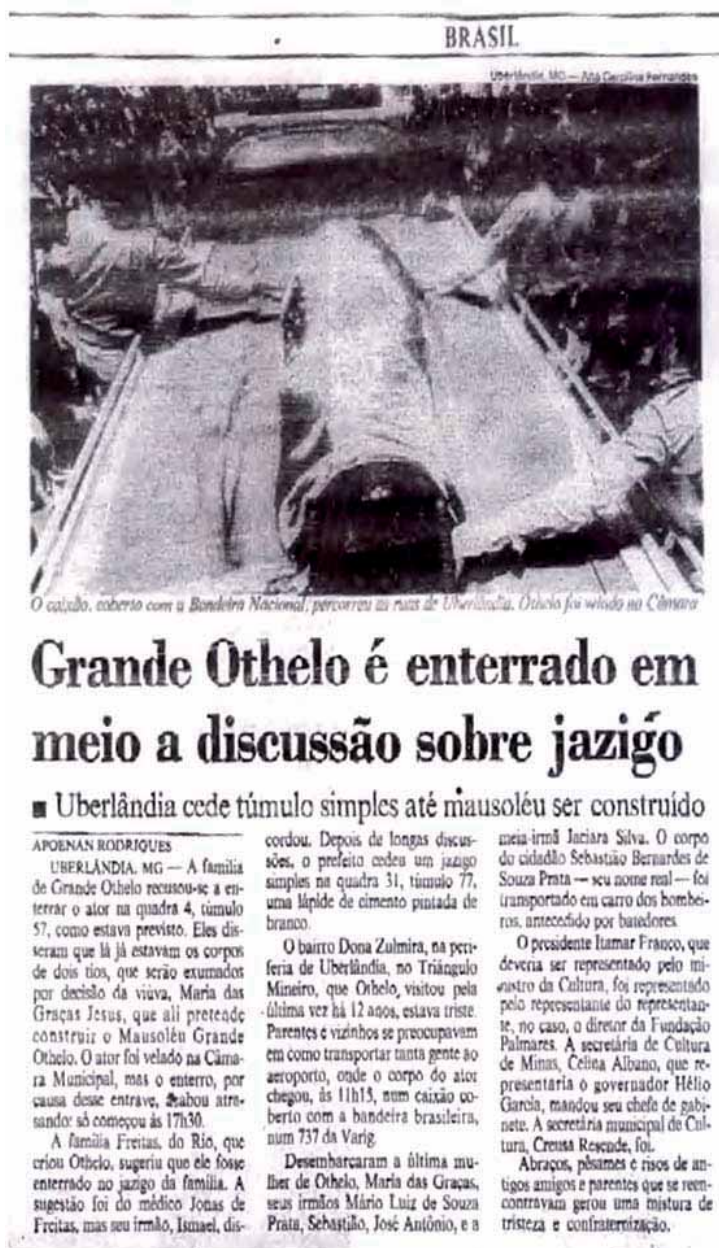 BRASIL
Uberlândia, MG — Ana Carolina Fernandes
O caixão, coberto com a Bandeira Nacional, percorreu as ruas de Uberlândia. Othelo foi velado na Câmara
Grande Othelo é enterrado em
meio a discussão sobre jazigo
■ Uberlândia cede túmulo simples até mausoléu ser construído
APOENAN RODRIGUES
UBERLÂNDIA, MG — A família
de Grande Othelo recusou-se a en-
terrar o ator na quadra 4, túmulo
57, como estava previsto. Eles dis-
seram que lá já estavam os corpos
de dois tios, que serão exumados
por decisão da viúva, Maria das
Graças Jesus, que ali pretende
construir o Mausoléu Grande
Othelo. O ator foi velado na Câma-
ra Municipal, mas o enterro, por
causa desse entrave, acabou atra-
sando: só começou às 17h30.
A família Freitas, do Rio, que
criou Othelo, sugeriu que ele fosse
enterrado no jazigo da família. A
sugestão foi do médico Jonas de
Freitas, mas seu irmão, Ismael, dis-
cordou. Depois de longas discus-
sões, o prefeito cedeu um jazigo
simples na quadra 31, túmulo 77,
uma lápide de cimento pintada de
branco.
O bairro Dona Zulmira, na peri-
feria de Uberlândia, no Triângulo
Mineiro, que Othelo visitou pela
última vez há 12 anos, estava triste.
Parentes e vizinhos se preocupavam
em como transportar tanta gente ao
aeroporto, onde o corpo do ator
chegou, às 11h15, num caixão co-
berto com a bandeira brasileira,
num 737 da Varig.
Desembarcaram a última mu-
lher de Othelo, Maria das Graças,
seus irmãos Mário Luiz de Souza
Prata, Sebastião, José Antônio, e a
meia-irmã Jaciara Silva. O corpo
do cidadão Sebastião Bernardes de
Souza Prata — seu nome real — foi
transportado em carro dos bombei-
ros, antecedido por batedores.
O presidente Itamar Franco, que
deveria ser representado pelo mi-
nistro da Cultura, foi representado
pelo representante do representan-
te, no caso, o diretor da Fundação
Palmares. A secretária de Cultura
de Minas, Celina Albano, que re-
presentaria o governador Hélio
Garcia, mandou seu chefe de gabi-
nete. A secretária municipal de Cul-
tura, Creusa Resende, foi.
Abraços, pêsames e risos de an-
tigos amigos e parentes que se reen-
contravam gerou uma mistura de
tristeza e confraternização.